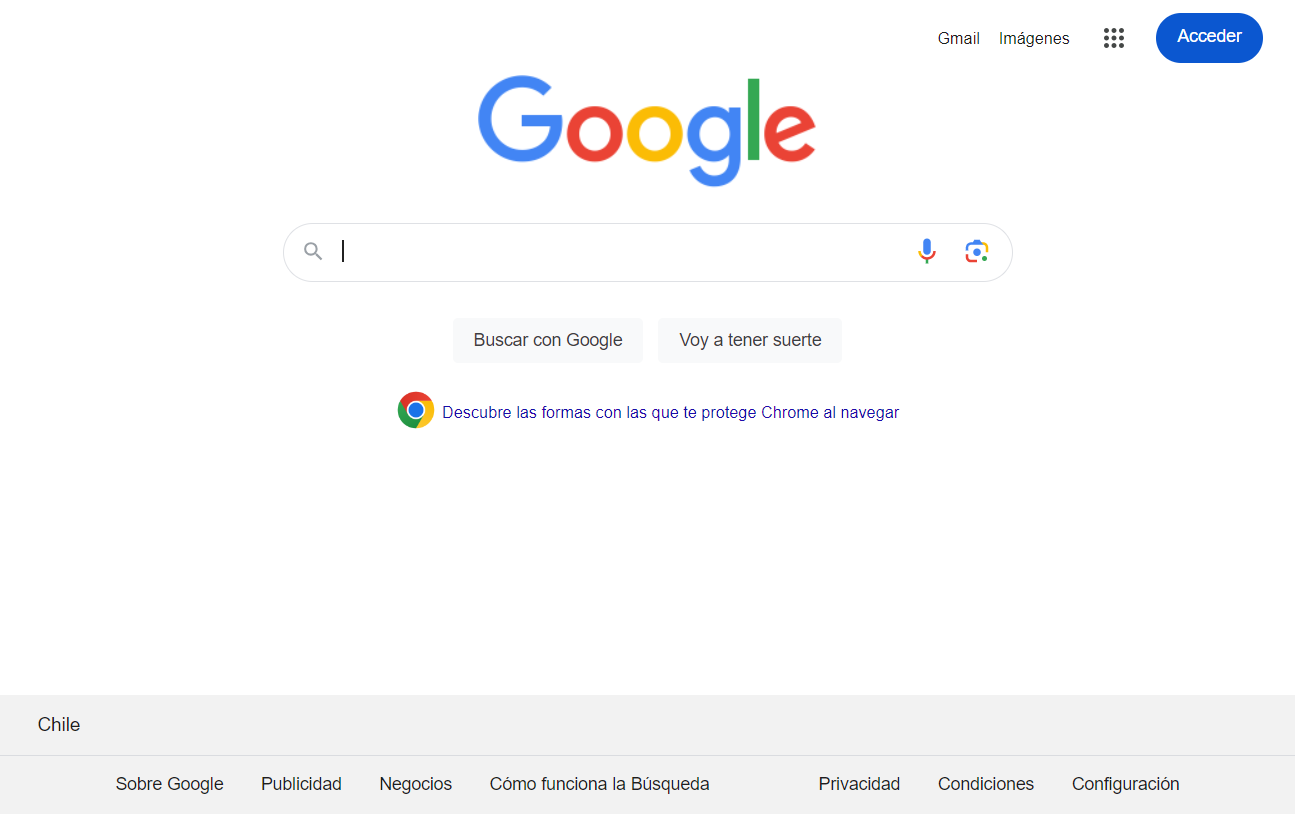 Gmail Imágenes Acceder
Google
Buscar con Google Voy a tener suerte
Descubre las formas con las que te protege Chrome al navegar
Chile
Sobre Google Publicidad Negocios Cómo funciona la Búsqueda Privacidad Condiciones Configuración